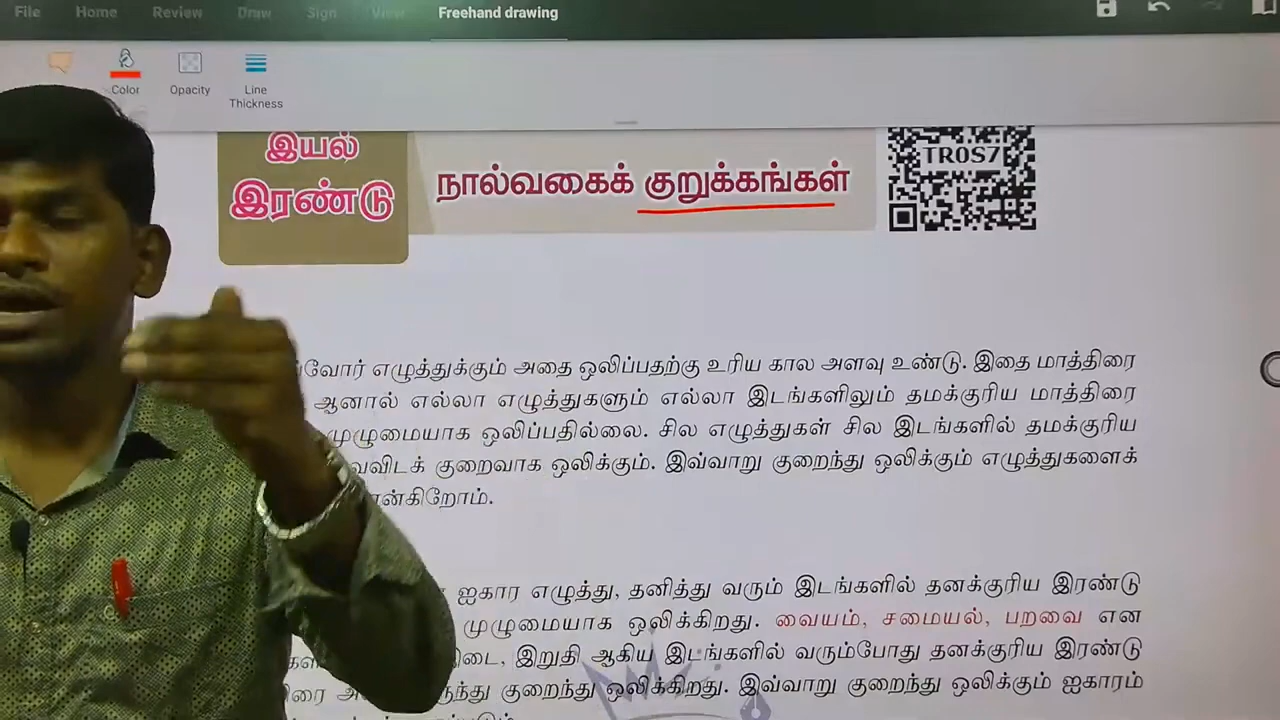 File Home Review Draw Sign View Freehand drawing
Color Opacity Line Thickness
இயல்
இரண்டு
நால்வகைக் குறுக்கங்கள்
TR0S7J
எழுத்துக்கும் அதை ஒலிப்பதற்கு உரிய கால அளவு உண்டு. இதை மாத்திரை
ஆனால் எல்லா எழுத்துகளும் எல்லா இடங்களிலும் தமக்குரிய மாத்திரை
முழுமையாக ஒலிப்பதில்லை. சில எழுத்துகள் சில இடங்களில் தமக்குரிய
குறைவாக ஒலிக்கும். இவ்வாறு குறைந்து ஒலிக்கும் எழுத்துகளைக்
ஐகார எழுத்து, தனித்து வரும் இடங்களில் தனக்குரிய இரண்டு
முழுமையாக ஒலிக்கிறது. வையம், சமையல், பறவை என
இறுதி ஆகிய இடங்களில் வரும்போது தனக்குரிய இரண்டு
குறைந்து ஒலிக்கிறது. இவ்வாறு குறைந்து ஒலிக்கும் ஐகாரம்